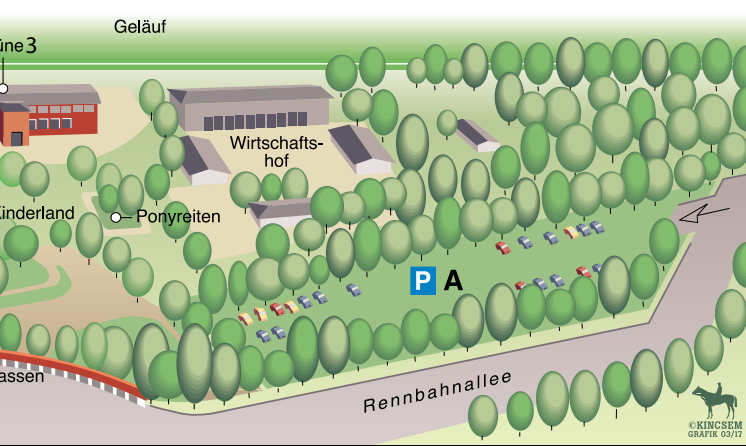 Geläuf
üne 3
Wirtschafts-
hof
Kinderland
Ponyreiten
P A
assen
Rennbahnallee
©KINCSEM
GRAFIK 03/17